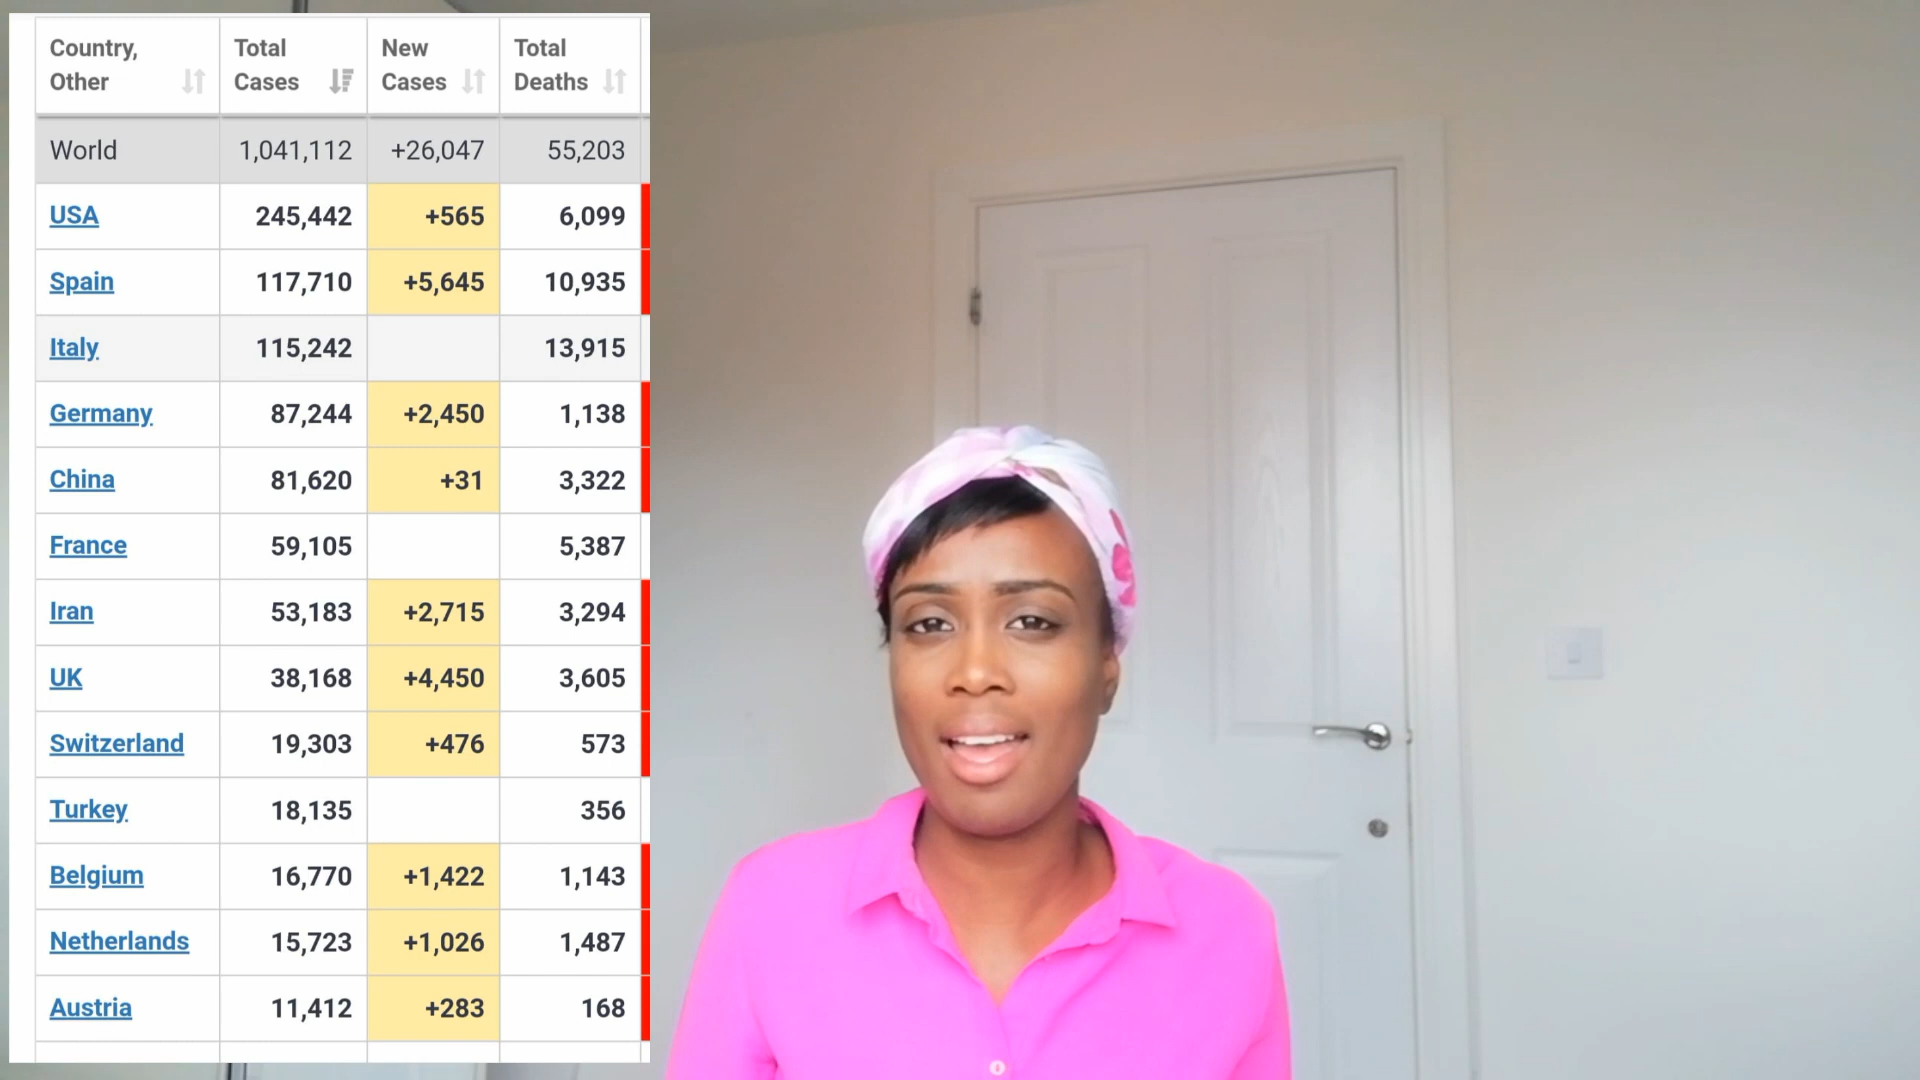 Country, Other Total Cases New Cases Total Deaths
World 1,041,112 +26,047 55,203
USA 245,442 +565 6,099
Spain 117,710 +5,645 10,935
Italy 115,242 13,915
Germany 87,244 +2,450 1,138
China 81,620 +31 3,322
France 59,105 5,387
Iran 53,183 +2,715 3,294
UK 38,168 +4,450 3,605
Switzerland 19,303 +476 573
Turkey 18,135 356
Belgium 16,770 +1,422 1,143
Netherlands 15,723 +1,026 1,487
Austria 11,412 +283 168